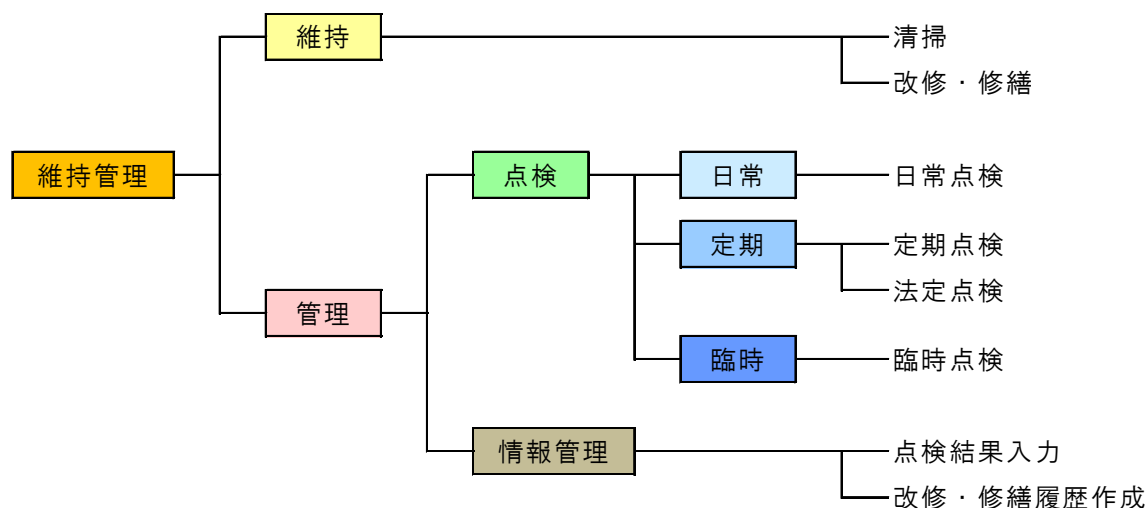 維持
清掃
改修・修繕
維持管理
点検
日常
日常点検
定期
定期点検
法定点検
管理
臨時
臨時点検
情報管理
点検結果入力
改修・修繕履歴作成